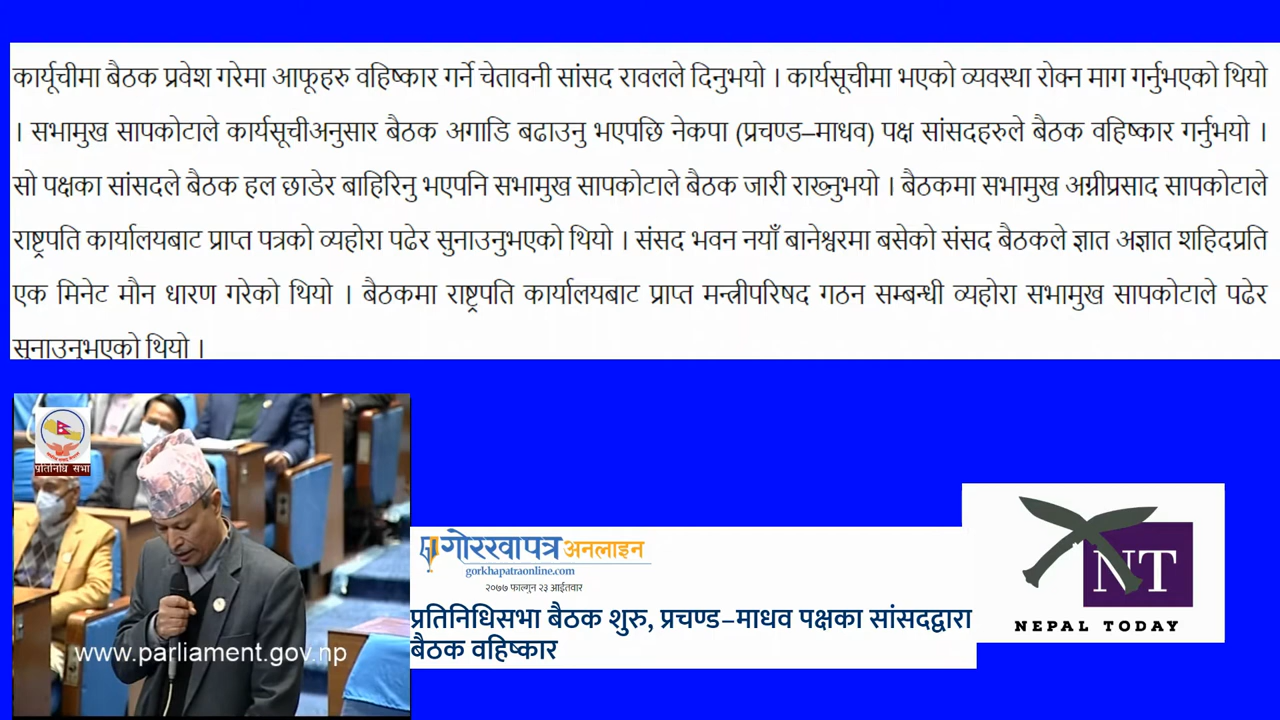 कार्यूचीमा बैठक प्रवेश गरेमा आफूहरु वहिष्कार गर्ने चेतावनी सांसद रावलले दिनुभयो । कार्यसूचीमा भएको व्यवस्था रोक्न माग गर्नुभएको थियो
। सभामुख सापकोटाले कार्यसूचीअनुसार बैठक अगाडि बढाउनु भएपछि नेकपा (प्रचण्ड–माधव) पक्ष सांसदहरुले बैठक वहिष्कार गर्नुभयो ।
सो पक्षका सांसदले बैठक हल छाडेर बाहिरिनु भएपनि सभामुख सापकोटाले बैठक जारी राख्नुभयो । बैठकमा सभामुख अग्नीप्रसाद सापकोटाले
राष्ट्रपति कार्यालयबाट प्राप्त पत्रको व्यहोरा पढेर सुनाउनुभएको थियो । संसद भवन नयाँ बानेश्वरमा बसेको संसद बैठकले ज्ञात अज्ञात शहिदप्रति
एक मिनेट मौन धारण गरेको थियो । बैठकमा राष्ट्रपति कार्यालयबाट प्राप्त मन्त्रीपरिषद गठन सम्बन्धी व्यहोरा सभामुख सापकोटाले पढेर
सुनाउनुभएको थियो ।
प्रतिनिधि सभा
www.parliament.gov.np
गोरखापत्र अनलाइन
gorkhapatraonline.com
२०७७ फाल्गुन २३ आईतवार
प्रतिनिधिसभा बैठक शुरु, प्रचण्ड–माधव पक्षका सांसदद्वारा
बैठक वहिष्कार
NT
NEPAL TODAY